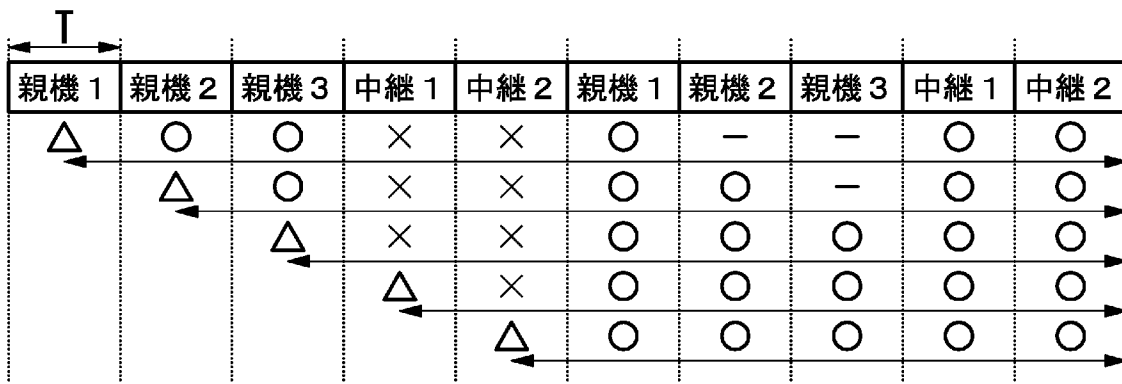 T
親機1 親機2 親機3 中継1 中継2 親機1 親機2 親機3 中継1 中継2
△ ○ ○ × × ○ − − ○ ○
△ ○ × × ○ ○ − ○ ○
△ × × ○ ○ ○ ○ ○
△ × ○ ○ ○ ○ ○
△ ○ ○ ○ ○ ○